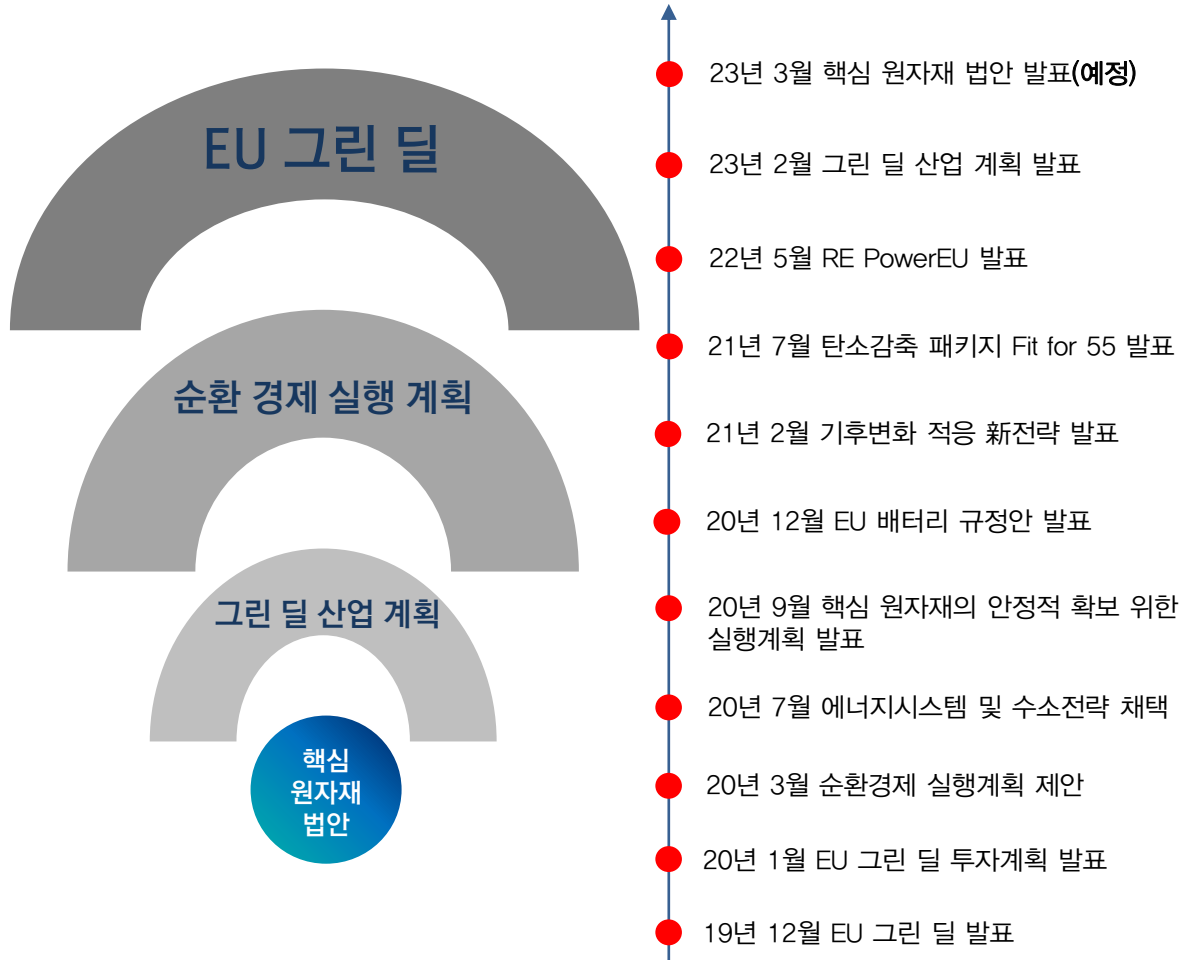 EU 그린 딜
순환 경제 실행 계획
그린 딜 산업 계획
핵심
원자재
법안
23년 3월 핵심 원자재 법안 발표(예정)
23년 2월 그린 딜 산업 계획 발표
22년 5월 RE PowerEU 발표
21년 7월 탄소감축 패키지 Fit for 55 발표
21년 2월 기후변화 적응 新전략 발표
20년 12월 EU 배터리 규정안 발표
20년 9월 핵심 원자재의 안정적 확보 위한
실행계획 발표
20년 7월 에너지시스템 및 수소전략 채택
20년 3월 순환경제 실행계획 제안
20년 1월 EU 그린 딜 투자계획 발표
19년 12월 EU 그린 딜 발표